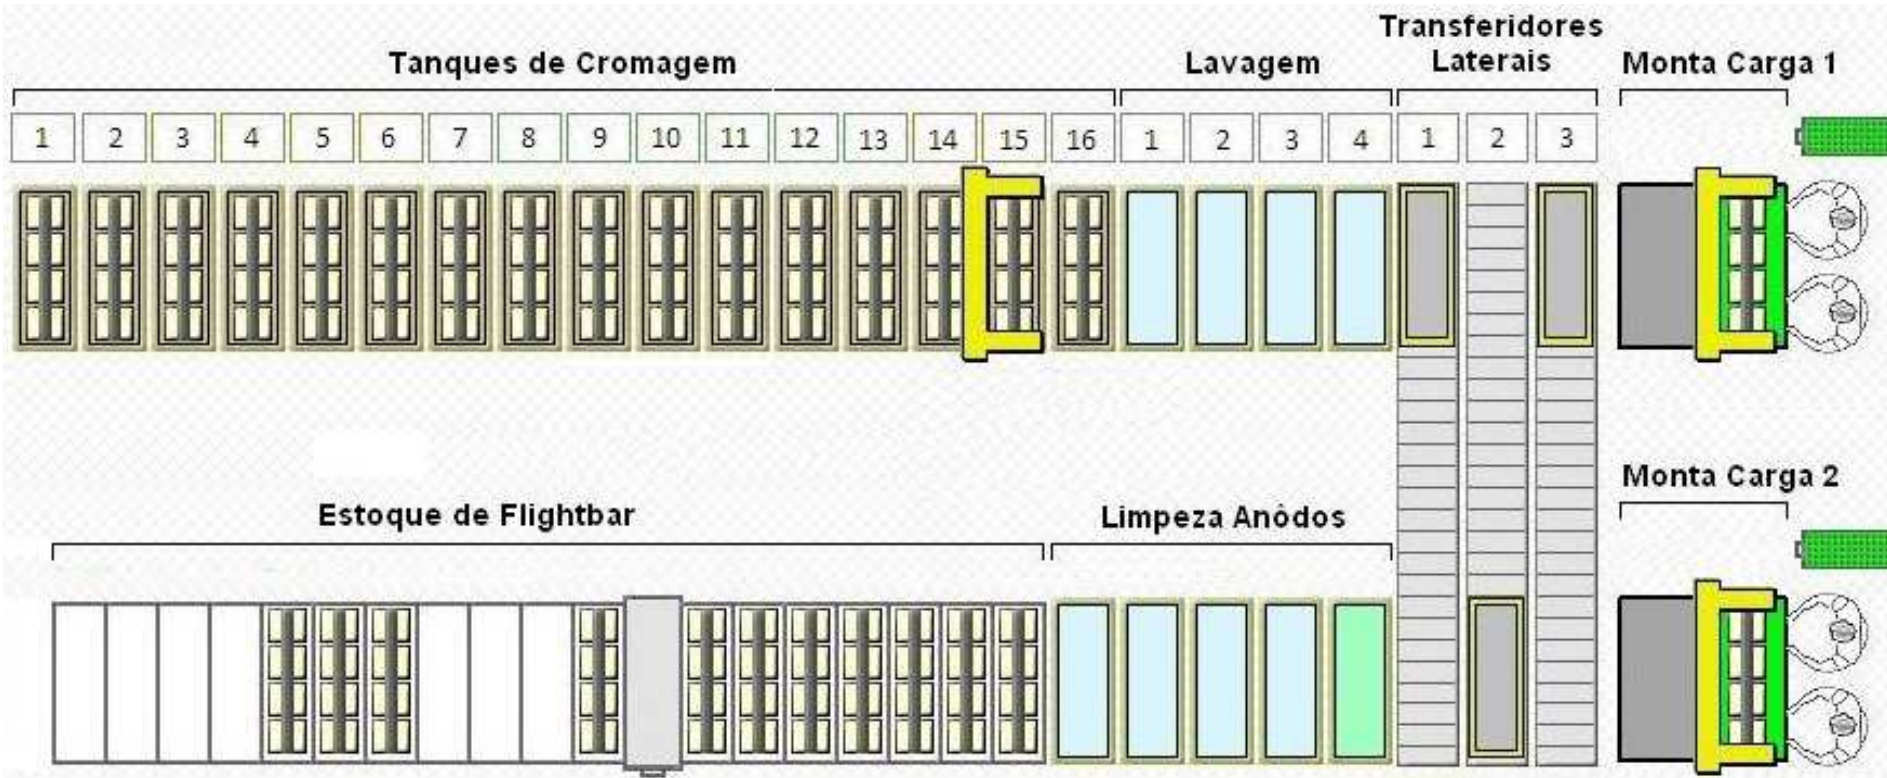 Transferidores
Tanques de Cromagem Lavagem Laterais Monta Carga 1
1 2 3 4 5 6 7 8 9 10 11 12 13 14 15 16 1 2 3 4 1 2 3
Monta Carga 2
Estoque de Flightbar Limpeza Anòdos